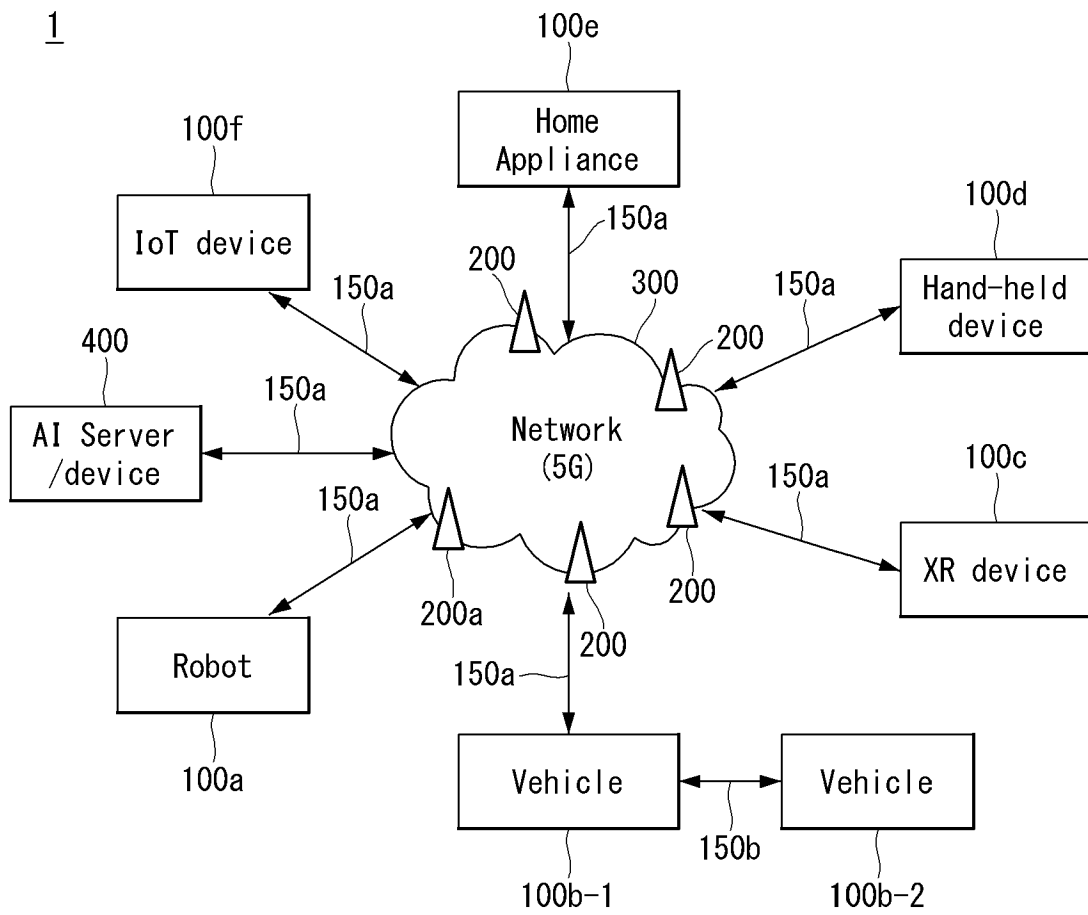 1
100e
Home
Appliance
100f
IoT device
150a
100d
Hand-held
device
200
300
150a
150a
200
400
AI Server
/device
150a
Network
(5G)
100c
XR device
150a
150a
200a
200
200
Robot
100a
150a
Vehicle
Vehicle
150b
100b-1
100b-2